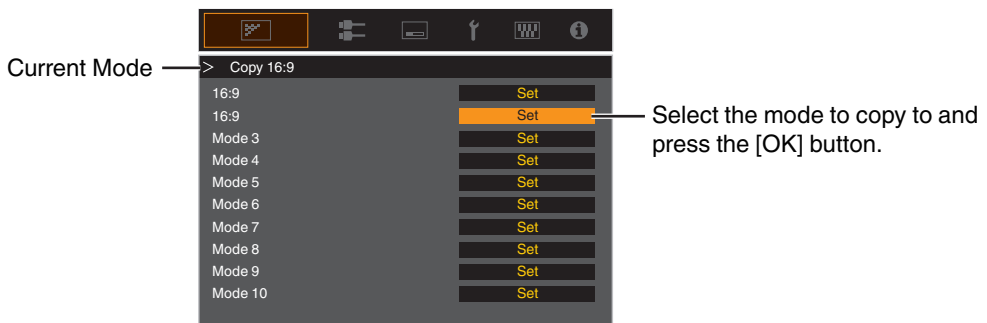 Current Mode
> Copy 16:9
16:9 Set
16:9 Set
Select the mode to copy to and
press the [OK] button.
Mode 3 Set
Mode 4 Set
Mode 5 Set
Mode 6 Set
Mode 7 Set
Mode 8 Set
Mode 9 Set
Mode 10 Set